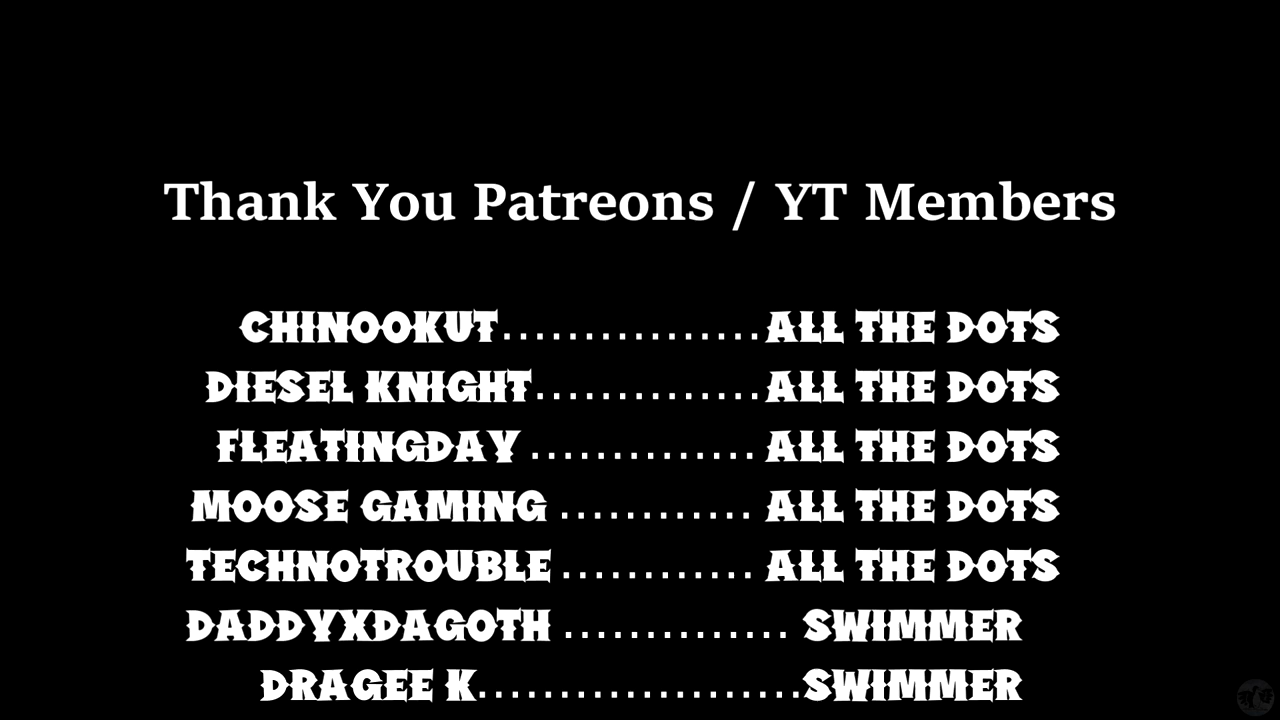 Thank You Patreons / YT Members
CHINOOKUT................ALL THE DOTS
DIESEL KNIGHT..............ALL THE DOTS
FLEATINGDAY .............. ALL THE DOTS
MOOSE GAMING ............ ALL THE DOTS
TECHNOTROUBLE ............ ALL THE DOTS
DADDYXDAGOTH .............. SWIMMER
DRAGEE K....................SWIMMER